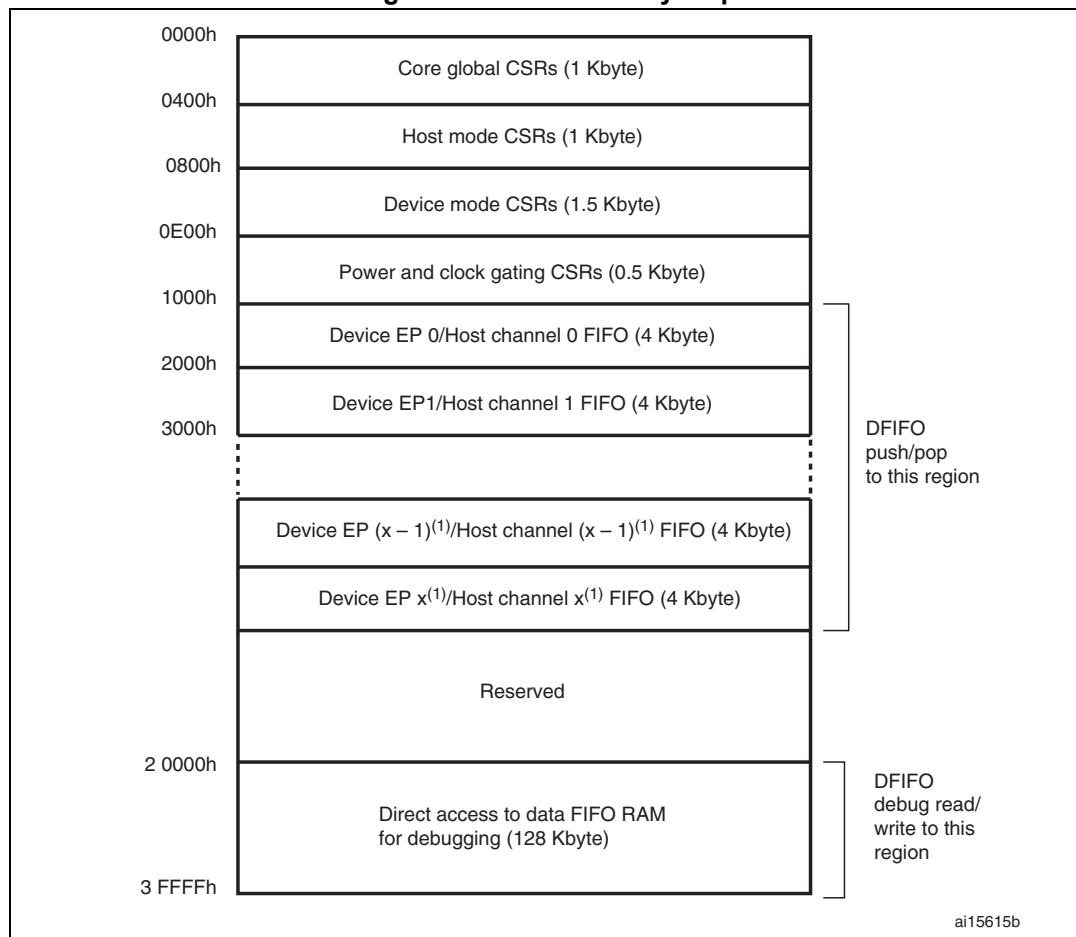 0000h
Core global CSRs (1 Kbyte)
0400h
Host mode CSRs (1 Kbyte)
0800h
Device mode CSRs (1.5 Kbyte)
0E00h
Power and clock gating CSRs (0.5 Kbyte)
1000h
Device EP 0/Host channel 0 FIFO (4 Kbyte)
2000h
Device EP1/Host channel 1 FIFO (4 Kbyte)
3000h
DFIFO
push/pop
to this region
Device EP (x – 1)(1)/Host channel (x – 1)(1) FIFO (4 Kbyte)
Device EP x(1)/Host channel x(1) FIFO (4 Kbyte)
Reserved
2 0000h
Direct access to data FIFO RAM
for debugging (128 Kbyte)
DFIFO
debug read/
write to this
region
3 FFFFh
ai15615b